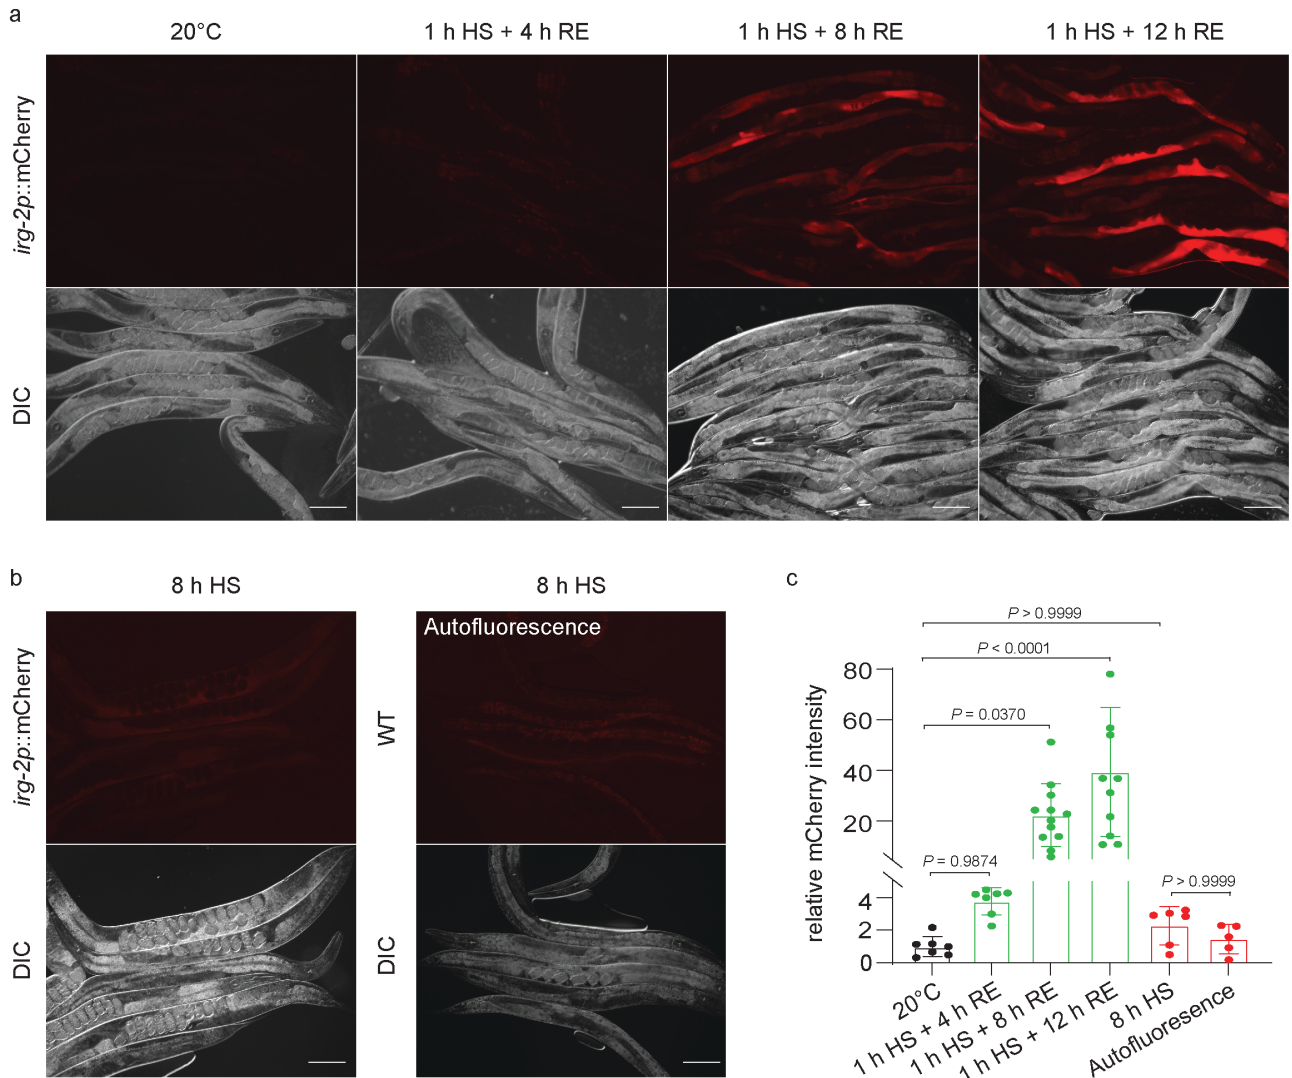 a
20°C
1 h HS + 4 h RE
1 h HS + 8 h RE
1 h HS + 12 h RE
irg-2p::mCherry
DIC
b
8 h HS
8 h HS
irg-2p::mCherry
Autofluorescence
WT
DIC
DIC
c
P > 0.9999
P < 0.0001
P = 0.0370
P = 0.9874
P > 0.9999
relative mCherry intensity
80
60
40
20
4
2
0
20°C
1 h HS + 4 h RE
1 h HS + 8 h RE
1 h HS + 12 h RE
8 h HS
Autofluoresence